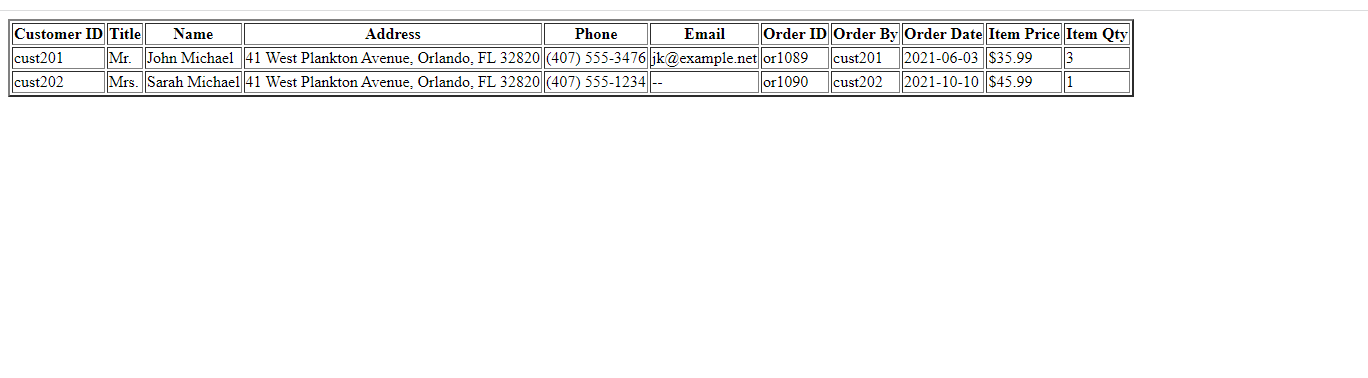 Customer ID Title Name Address Phone Email Order ID Order By Order Date Item Price Item Qty
cust201 Mr. John Michael 41 West Plankton Avenue, Orlando, FL 32820 (407) 555-3476 jk@example.net or1089 cust201 2021-06-03 $35.99 3
cust202 Mrs. Sarah Michael 41 West Plankton Avenue, Orlando, FL 32820 (407) 555-1234 -- or1090 cust202 2021-10-10 $45.99 1